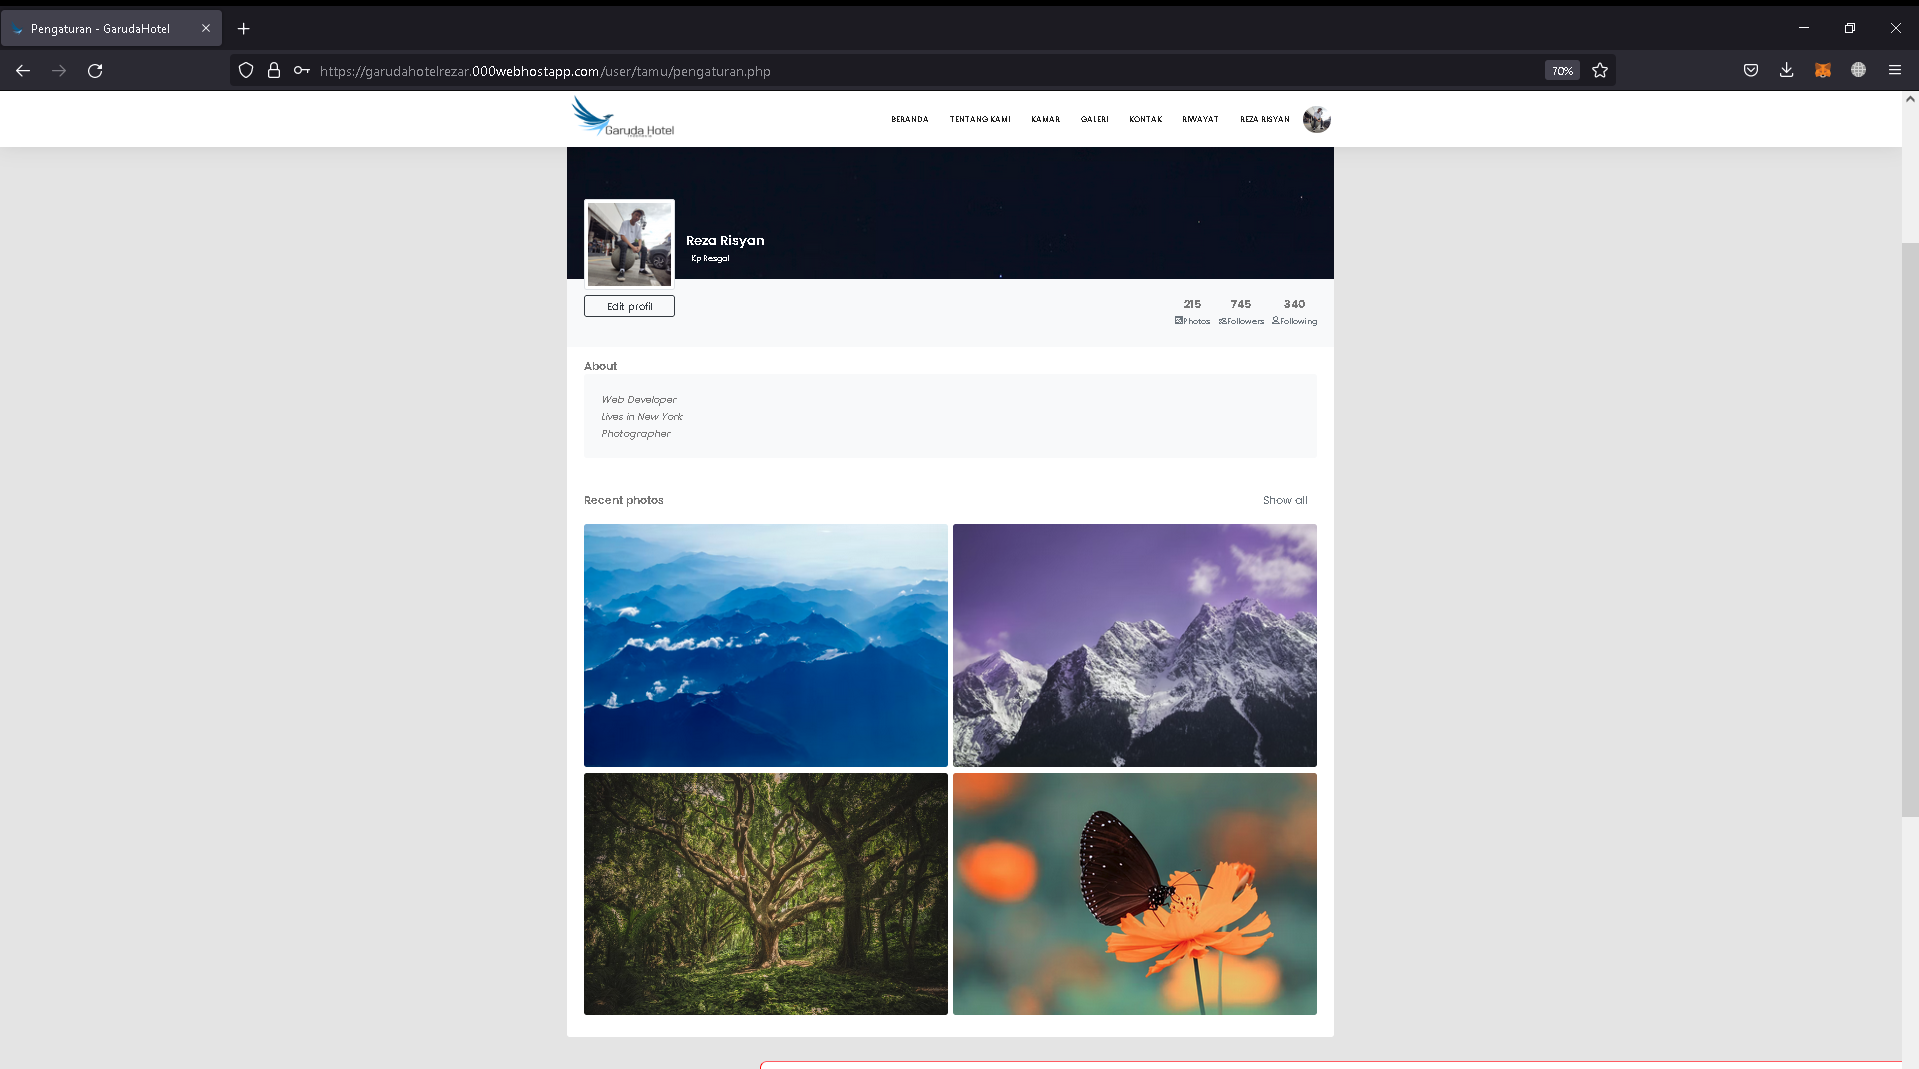 Pengaturan - GarudaHotel
https://garudahotelrezar.000webhostapp.com/user/tamu/pengaturan.php
70%
Garuda Hotel
BERANDA TENTANG KAMI KAMAR GALERI KONTAK RIWAYAT REZA RISYAN
Reza Risyan
Kp Resgal
Edit profil
215 745 340
Photos Followers Following
About
Web Developer
Lives in New York
Photographer
Recent photos Show all